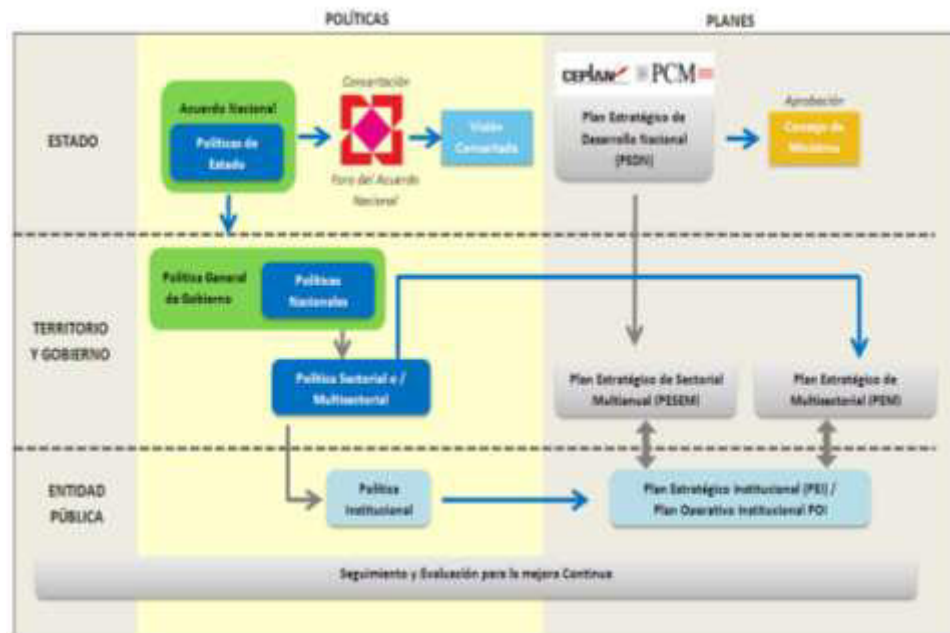 POLÍTICAS
PLANES
ESTADO
Acuerdo Nacional
Políticas de
Estado
Concertación
Foro del Acuerdo
Nacional
Visión
Concertada
CEPLAN PCM
Plan Estratégico de
Desarrollo Nacional
(PEDN)
Aprobación
Consejo de
Ministros
TERRITORIO
Y GOBIERNO
Política General
de Gobierno
Políticas
Nacionales
Política Sectorial o /
Multisectorial
Plan Estratégico de Sectorial
Multianual (PESEM)
Plan Estratégico de
Multisectorial (PEM)
ENTIDAD
PÚBLICA
Política
Institucional
Plan Estratégico Institucional (PEI) /
Plan Operativo Institucional POI
Seguimiento y Evaluación para la mejora Continua